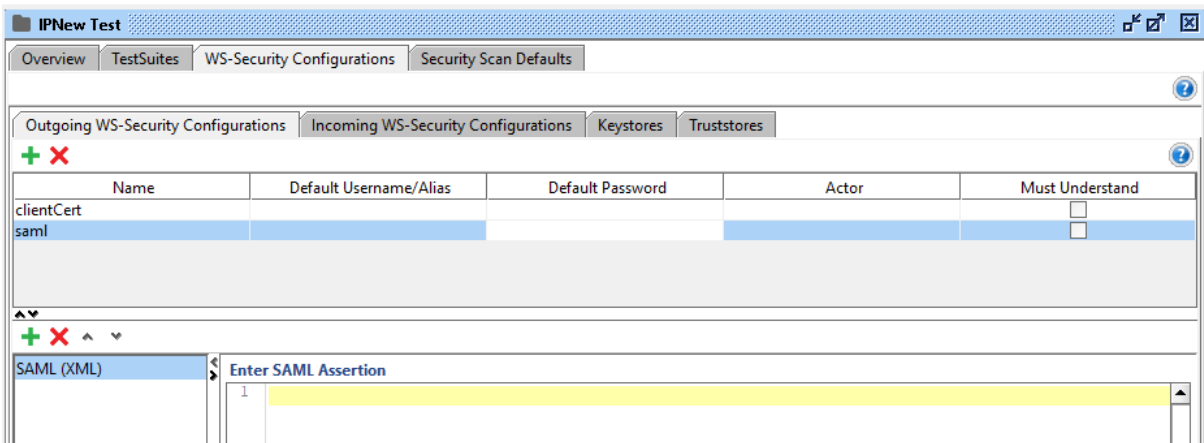 IPNew Test
Overview TestSuites WS-Security Configurations Security Scan Defaults
Outgoing WS-Security Configurations Incoming WS-Security Configurations Keystores Truststores
Name Default Username/Alias Default Password Actor Must Understand
clientCert
saml
SAML (XML) Enter SAML Assertion
1